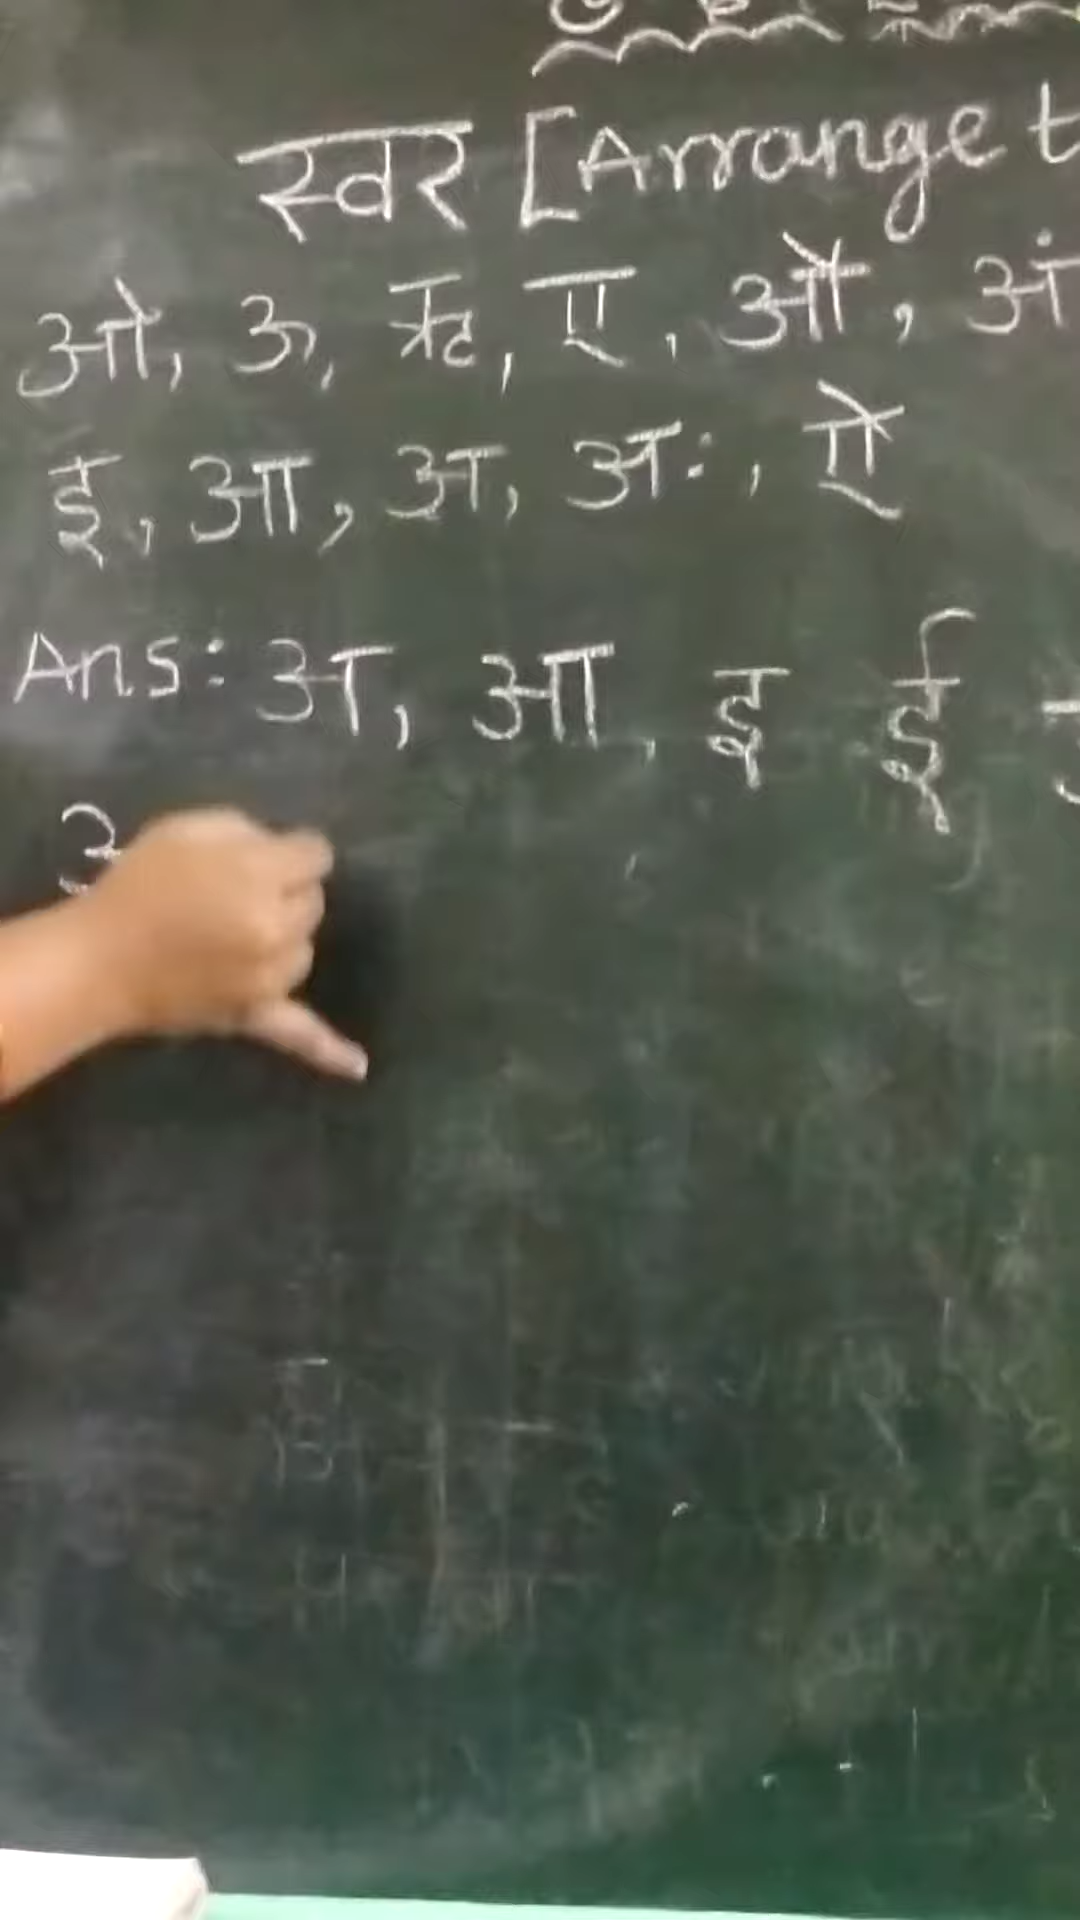 स्वर [Arrange t
ओ, ऊ, ऋ, ए, औ, अं
इ, आ, अ, अः, ऐ
Ans: अ, आ, इ ई